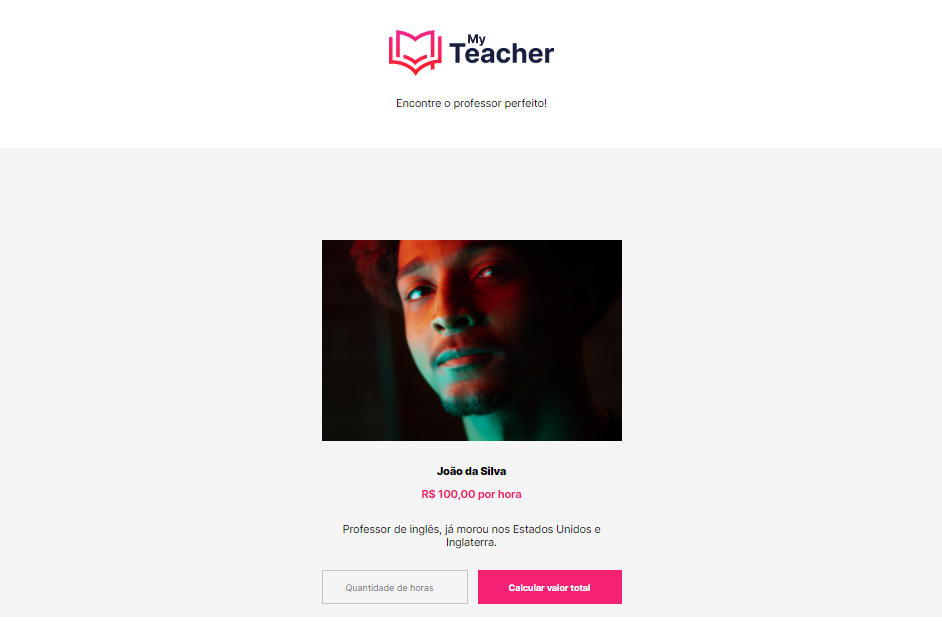 My
Teacher
Encontre o professor perfeito!
João da Silva
R$ 100,00 por hora
Professor de inglês, já morou nos Estados Unidos e
Inglaterra.
Quantidade de horas
Calcular valor total